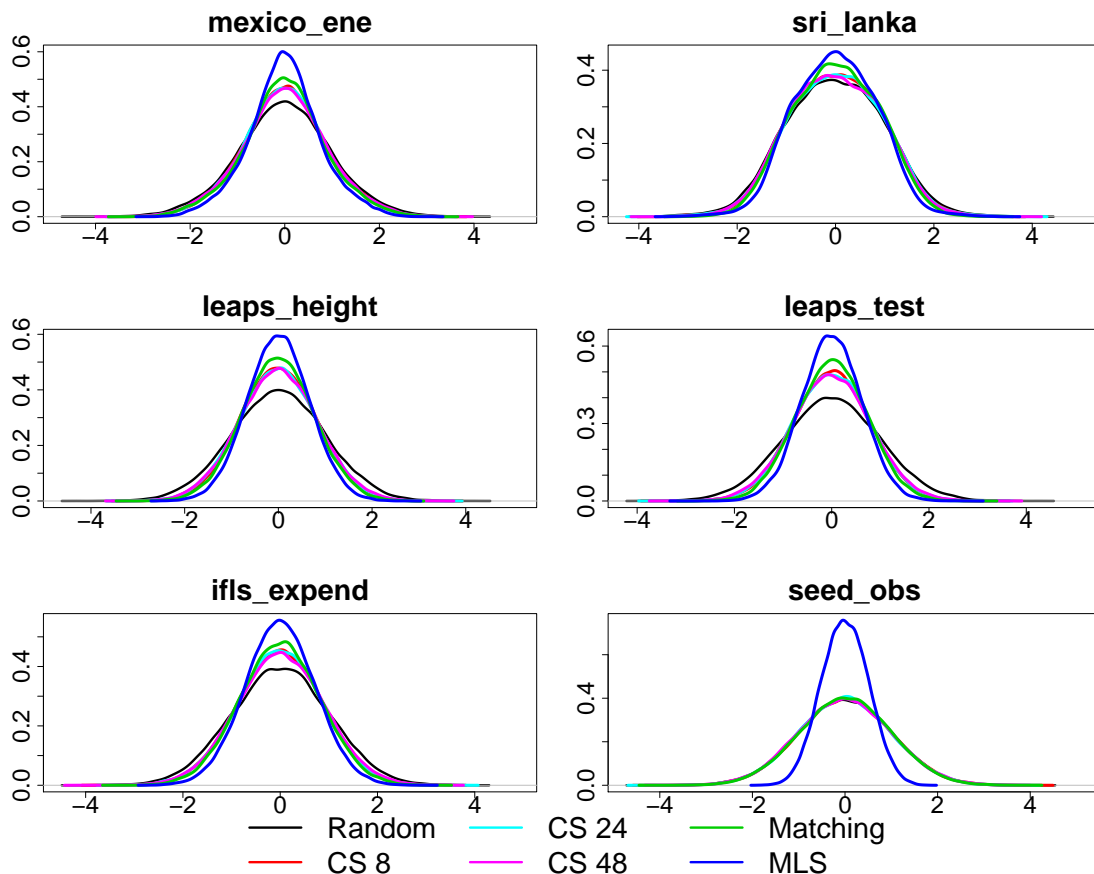 mexico_ene
0.0 0.2 0.4 0.6
−4 −2 0 2 4
sri_lanka
0.0 0.2 0.4
−4 −2 0 2 4
leaps_height
0.0 0.2 0.4 0.6
−4 −2 0 2 4
leaps_test
0.0 0.3 0.6
−4 −2 0 2 4
ifls_expend
0.0 0.2 0.4
−4 −2 0 2 4
seed_obs
0.0 0.4
−4 −2 0 2 4
Random CS 24 Matching
CS 8 CS 48 MLS